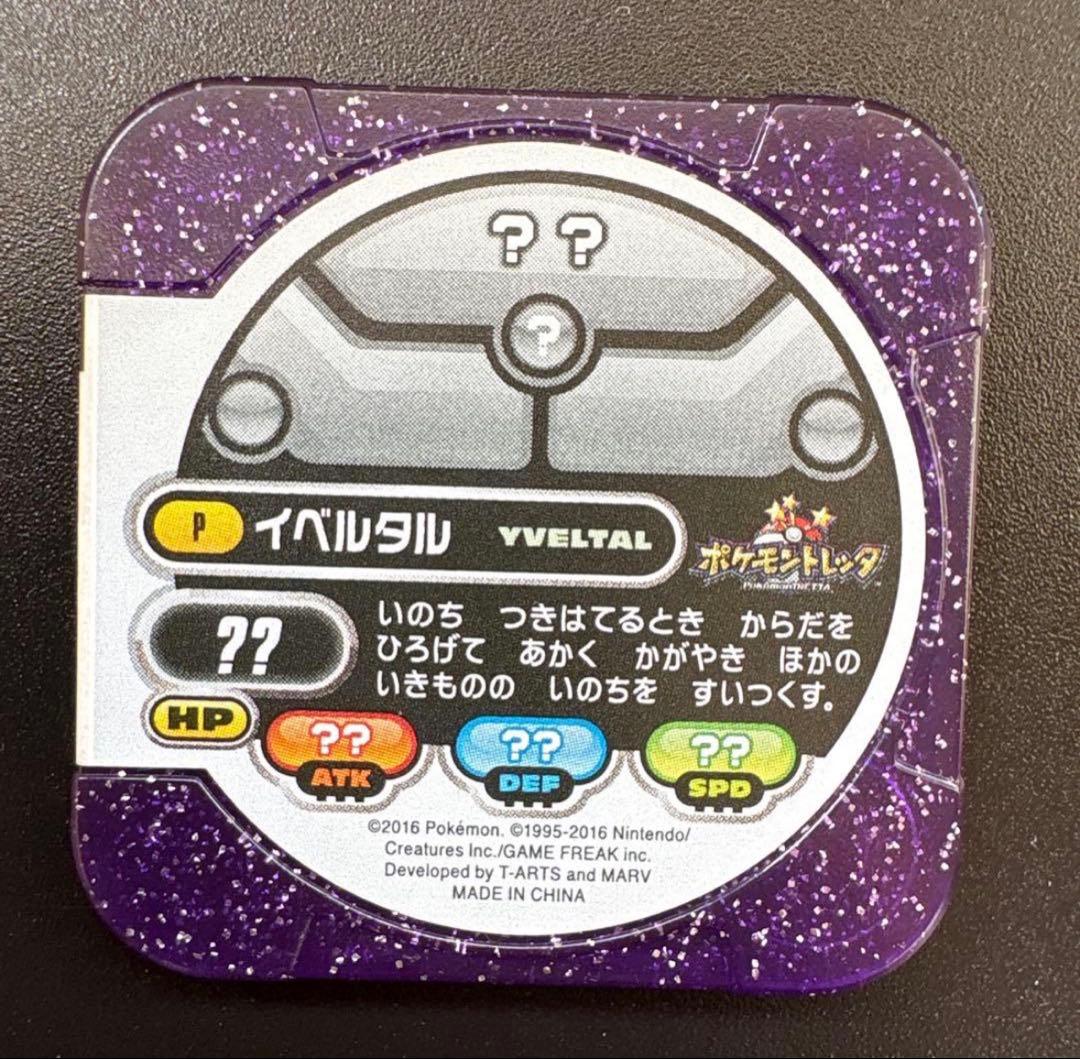 ? ?
?
P イベルタル YVELTAL
ポケモントレッタ
POKÉMON TRETTA
??
いのち つきはてるとき からだを
ひろげて あかく かがやき ほかの
いきものの いのちを すいつくす。
HP
?? ?? ??
ATK DEF SPD
©2016 Pokémon. ©1995-2016 Nintendo/
Creatures Inc./GAME FREAK inc.
Developed by T-ARTS and MARV
MADE IN CHINA